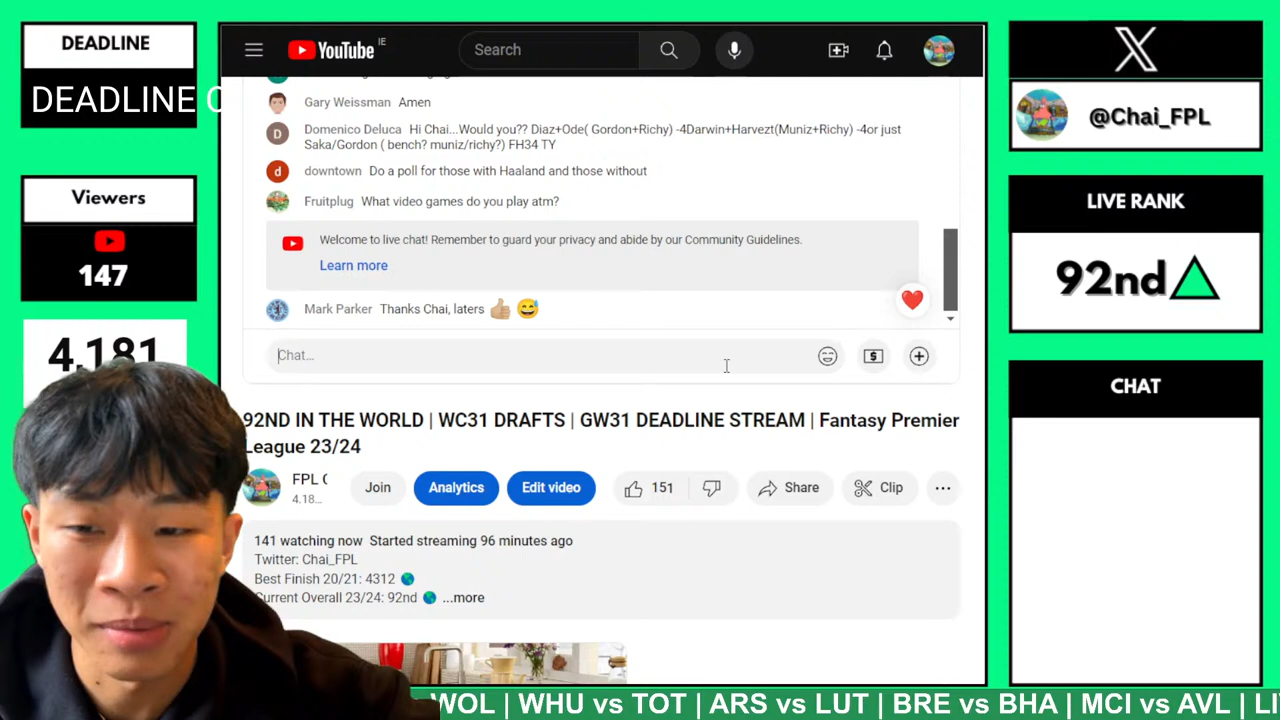 DEADLINE
DEADLINE
Viewers
147
4,181
YouTube IE
Search
Gary Weissman Amen
D Domenico Deluca Hi Chai...Would you?? Diaz+Ode( Gordon+Richy) -4Darwin+Harvezt(Muniz+Richy) -4or just
Saka/Gordon ( bench? muniz/richy?) FH34 TY
d downtown Do a poll for those with Haaland and those without
Fruitplug What video games do you play atm?
Welcome to live chat! Remember to guard your privacy and abide by our Community Guidelines.
Learn more
Mark Parker Thanks Chai, laters 👍🏼 😅
Chat...
92ND IN THE WORLD | WC31 DRAFTS | GW31 DEADLINE STREAM | Fantasy Premier
League 23/24
FPL
4.18...
Join
Analytics
Edit video
151
Share
Clip
141 watching now Started streaming 96 minutes ago
Twitter: Chai_FPL
Best Finish 20/21: 4312 🌎
Current Overall 23/24: 92nd 🌎 ...more
X
@Chai_FPL
LIVE RANK
92nd
CHAT
WOL | WHU vs TOT | ARS vs LUT | BRE vs BHA | MCI vs AVL | LI